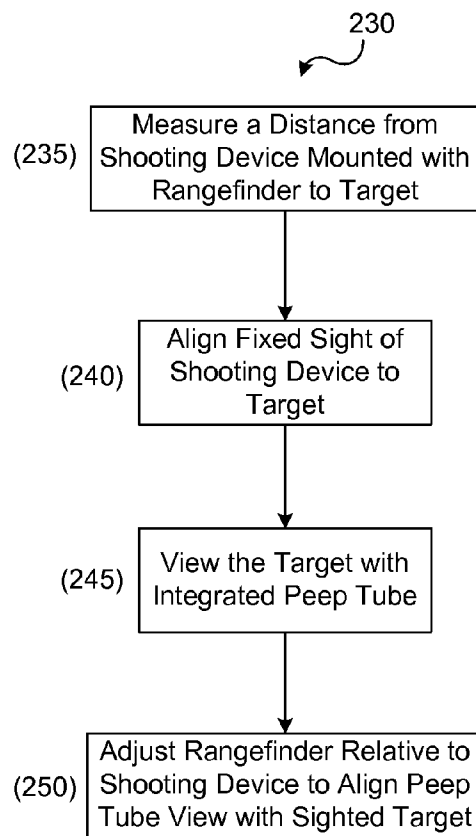 230
(235)
Measure a Distance from
Shooting Device Mounted with
Rangefinder to Target
(240)
Align Fixed Sight of
Shooting Device to
Target
(245)
View the Target with
Integrated Peep Tube
(250)
Adjust Rangefinder Relative to
Shooting Device to Align Peep
Tube View with Sighted Target